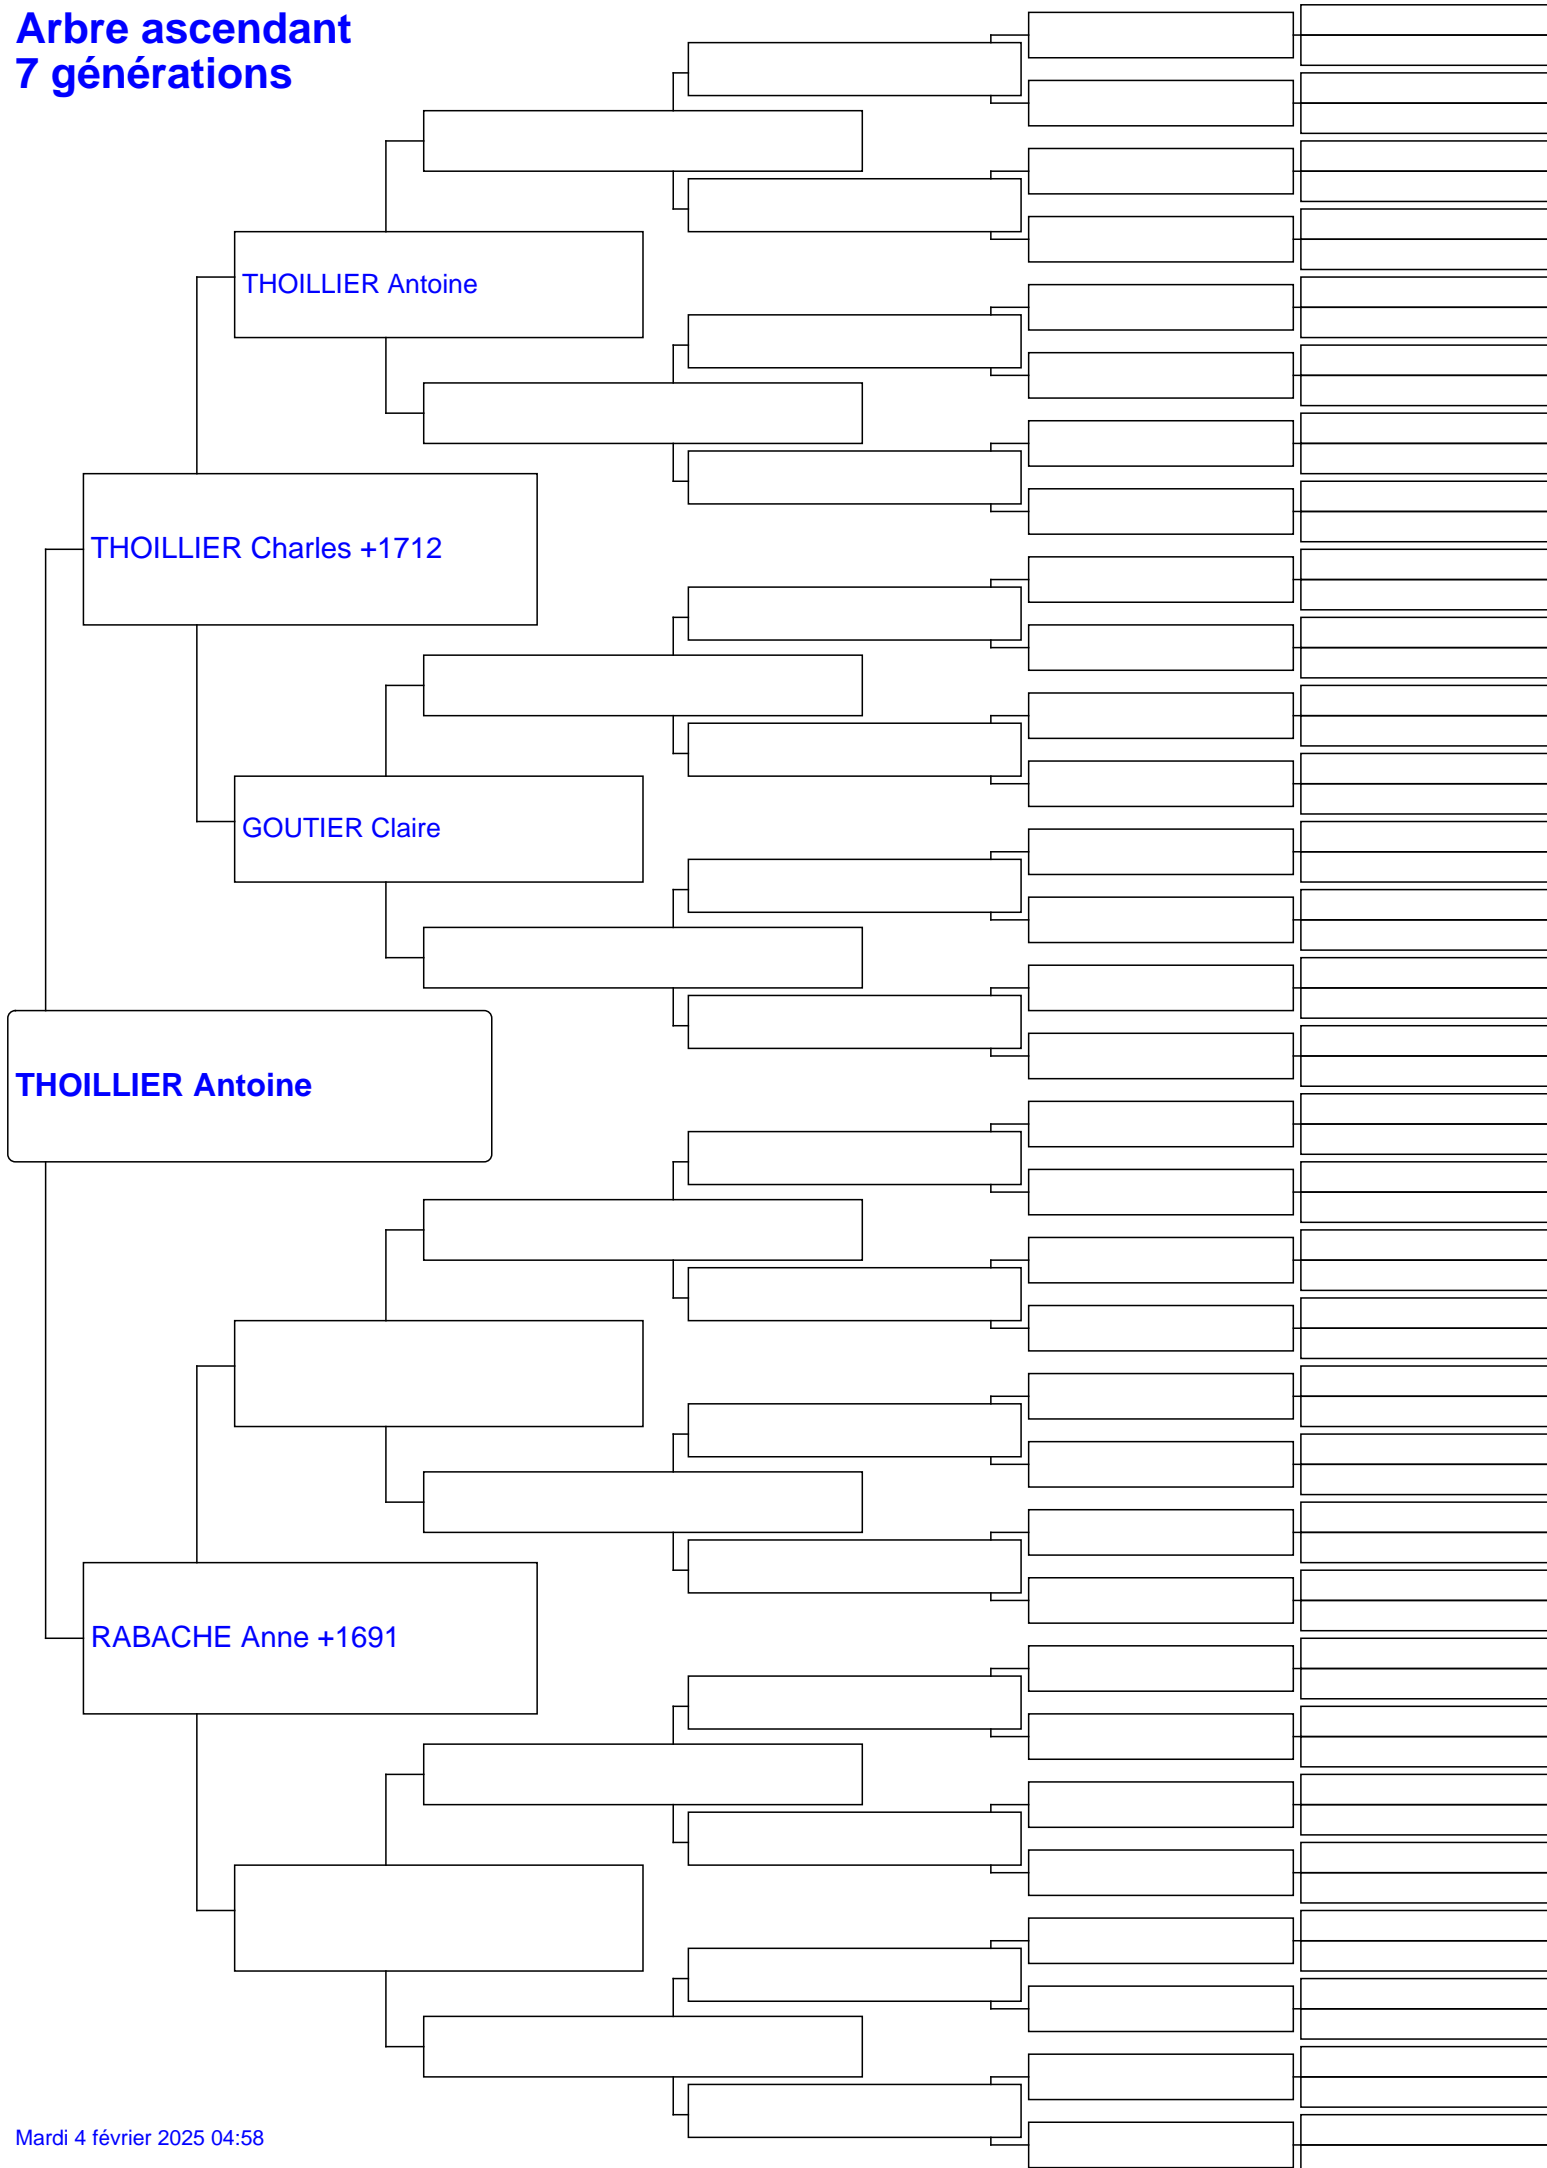 Arbre ascendant
7 générations
THOILLIER Antoine
THOILLIER Charles +1712
GOUTIER Claire
THOILLIER Antoine
RABACHE Anne +1691
Mardi 4 février 2025 04:58